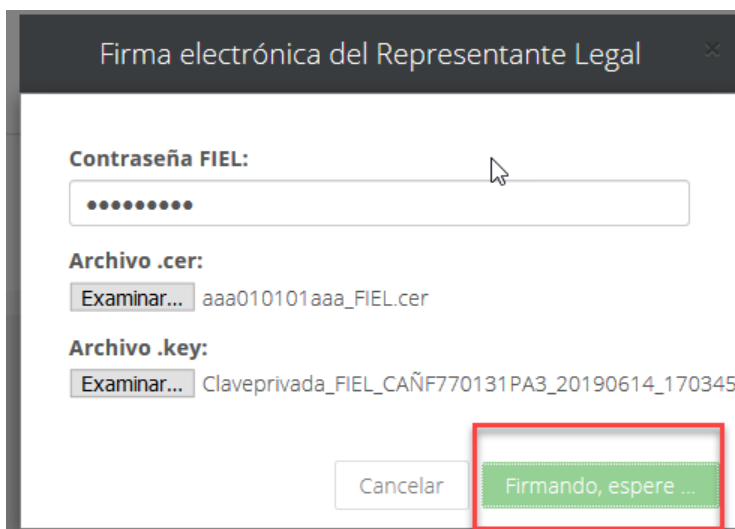 Firma electrónica del Representante Legal ×
Contraseña FIEL:
•••••••••
Archivo .cer:
Examinar... aaa010101aaa_FIEL.cer
Archivo .key:
Examinar... Claveprivada_FIEL_CAÑF770131PA3_20190614_170345
Cancelar Firmando, espere ...